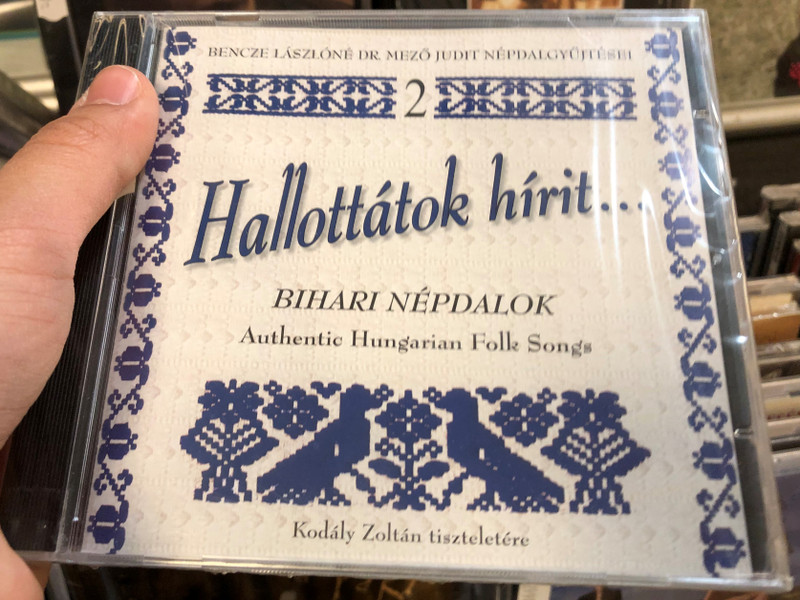 BENCZE LÁSZLÓNÉ DR. MEZŐ JUDIT NÉPDALGYŰJTÉSEI
2
Hallottátok hírit...
BIHARI NÉPDALOK
Authentic Hungarian Folk Songs
Kodály Zoltán tiszteletére